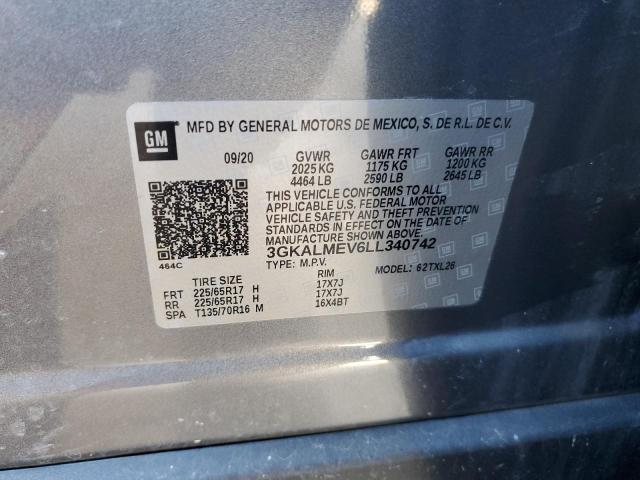 GM MFD BY GENERAL MOTORS DE MEXICO, S. DE R.L. DE C.V.
09/20 GVWR GAWR FRT GAWR RR
2025 KG 1175 KG 1200 KG
4464 LB 2590 LB 2645 LB
THIS VEHICLE CONFORMS TO ALL
APPLICABLE U.S. FEDERAL MOTOR
VEHICLE SAFETY AND THEFT PREVENTION
STANDARDS IN EFFECT ON THE DATE OF
MANUFACTURE SHOWN ABOVE.
3GKALMEV6LL340742
464C
TYPE: M.P.V. MODEL: 62TXL26
TIRE SIZE RIM
FRT 225/65R17 H 17X7J
RR 225/65R17 H 17X7J
SPA T135/70R16 M 16X4BT